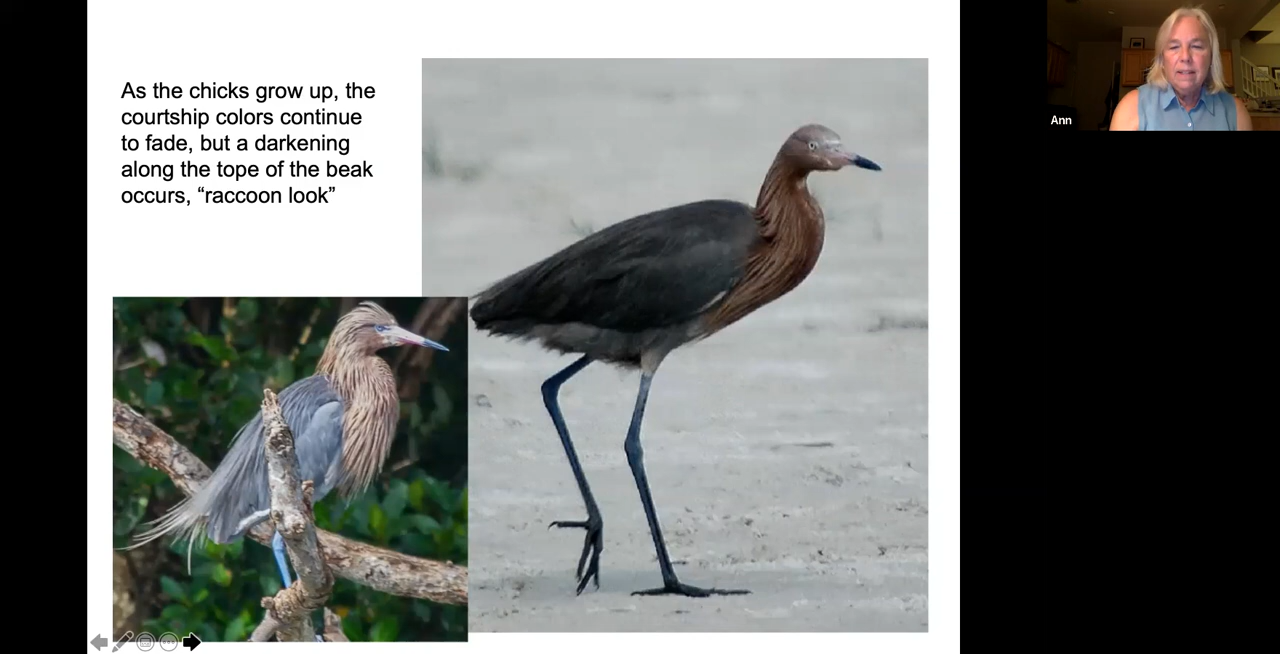 As the chicks grow up, the
courtship colors continue
to fade, but a darkening
along the tope of the beak
occurs, “raccoon look”
Ann